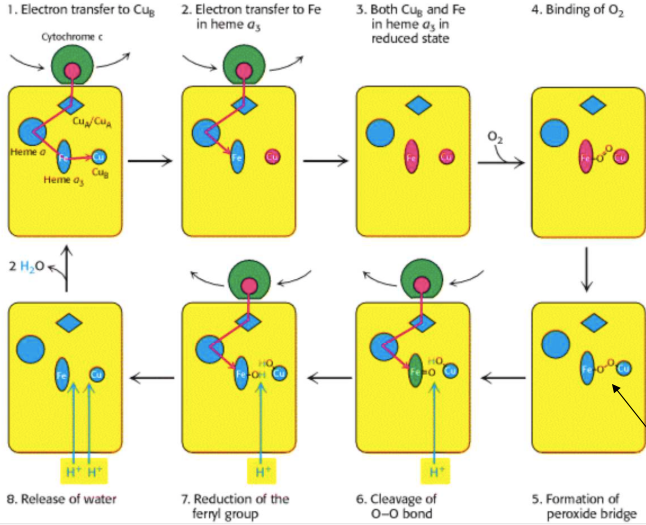 1. Electron transfer to CuB
2. Electron transfer to Fe
in heme a3
3. Both CuB and Fe
in heme a3 in
reduced state
4. Binding of O2
Cytochrome c
CuA/CuA
Heme a
Fe
Cu
CuB
Heme a3
Fe
Cu
Fe
Cu
O2
Fe
O
O
Cu
2 H2O
Fe
Cu
H+ H+
Fe
OH
HO
Cu
H+
Fe
=O
HO
Cu
H+
Fe
O
O
Cu
8. Release of water
7. Reduction of the
ferryl group
6. Cleavage of
O–O bond
5. Formation of
peroxide bridge